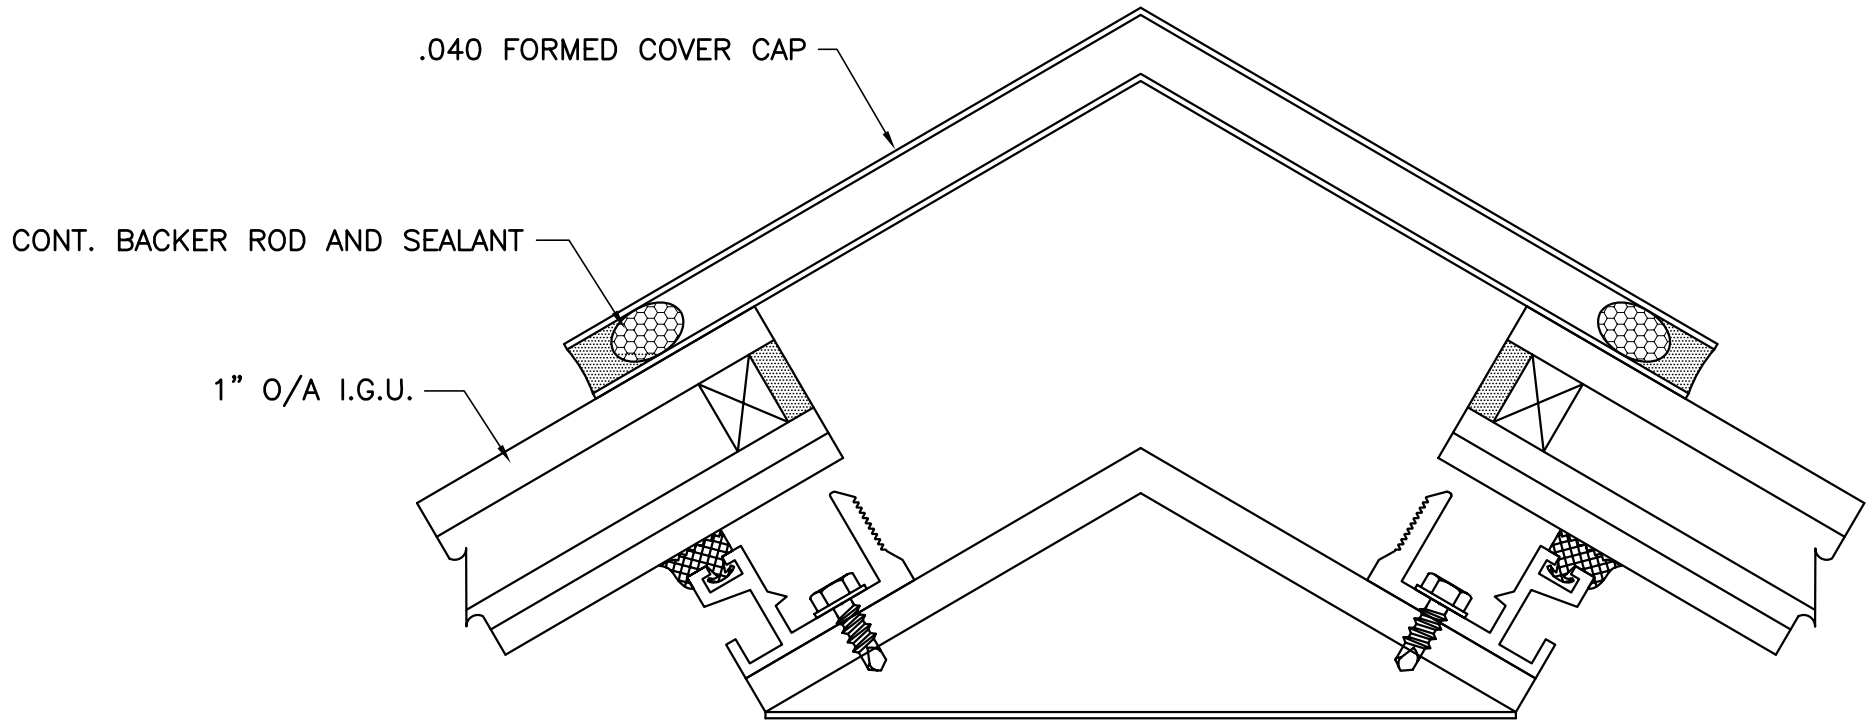 .040 FORMED COVER CAP
CONT. BACKER ROD AND SEALANT
1” O/A I.G.U.